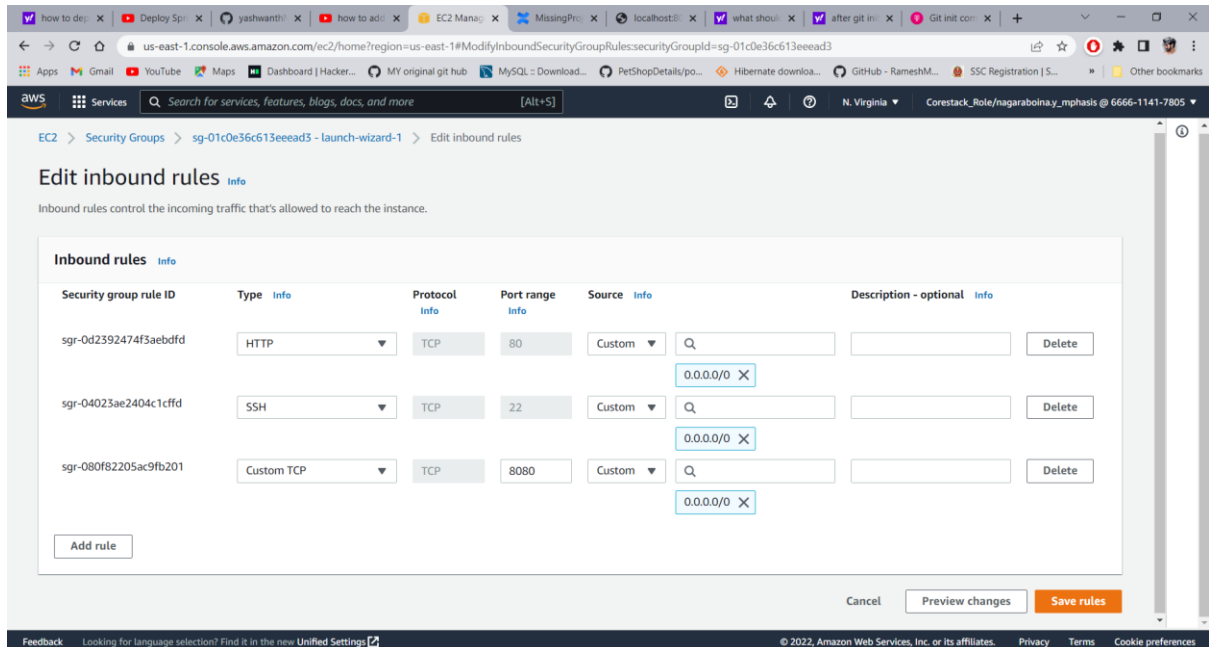 how to dep
Deploy Spri
yashwanth
how to add
EC2 Manag
MissingProj
localhost:80
what shoul
after git init
Git init com
us-east-1.console.aws.amazon.com/ec2/home?region=us-east-1#ModifyInboundSecurityGroupRules:securityGroupId=sg-01c0e36c613eeead3
Apps Gmail YouTube Maps Dashboard | Hacker... MY original git hub MySQL :: Download... PetShopDetails/po... Hibernate downloa... GitHub - RameshM... SSC Registration | S... » Other bookmarks
aws Services Search for services, features, blogs, docs, and more [Alt+S] N. Virginia ▼ Corestack_Role/nagaraboina.y_mphasis @ 6666-1141-7805 ▼
EC2 > Security Groups > sg-01c0e36c613eeead3 - launch-wizard-1 > Edit inbound rules
Edit inbound rules Info
Inbound rules control the incoming traffic that's allowed to reach the instance.
Inbound rules Info
Security group rule ID Type Info Protocol Info Port range Info Source Info Description - optional Info
sgr-0d2392474f3aebdfd HTTP TCP 80 Custom Delete
0.0.0.0/0
sgr-04023ae2404c1cffd SSH TCP 22 Custom Delete
0.0.0.0/0
sgr-080f82205ac9fb201 Custom TCP TCP 8080 Custom Delete
0.0.0.0/0
Add rule
Cancel Preview changes Save rules
Feedback Looking for language selection? Find it in the new Unified Settings © 2022, Amazon Web Services, Inc. or its affiliates. Privacy Terms Cookie preferences